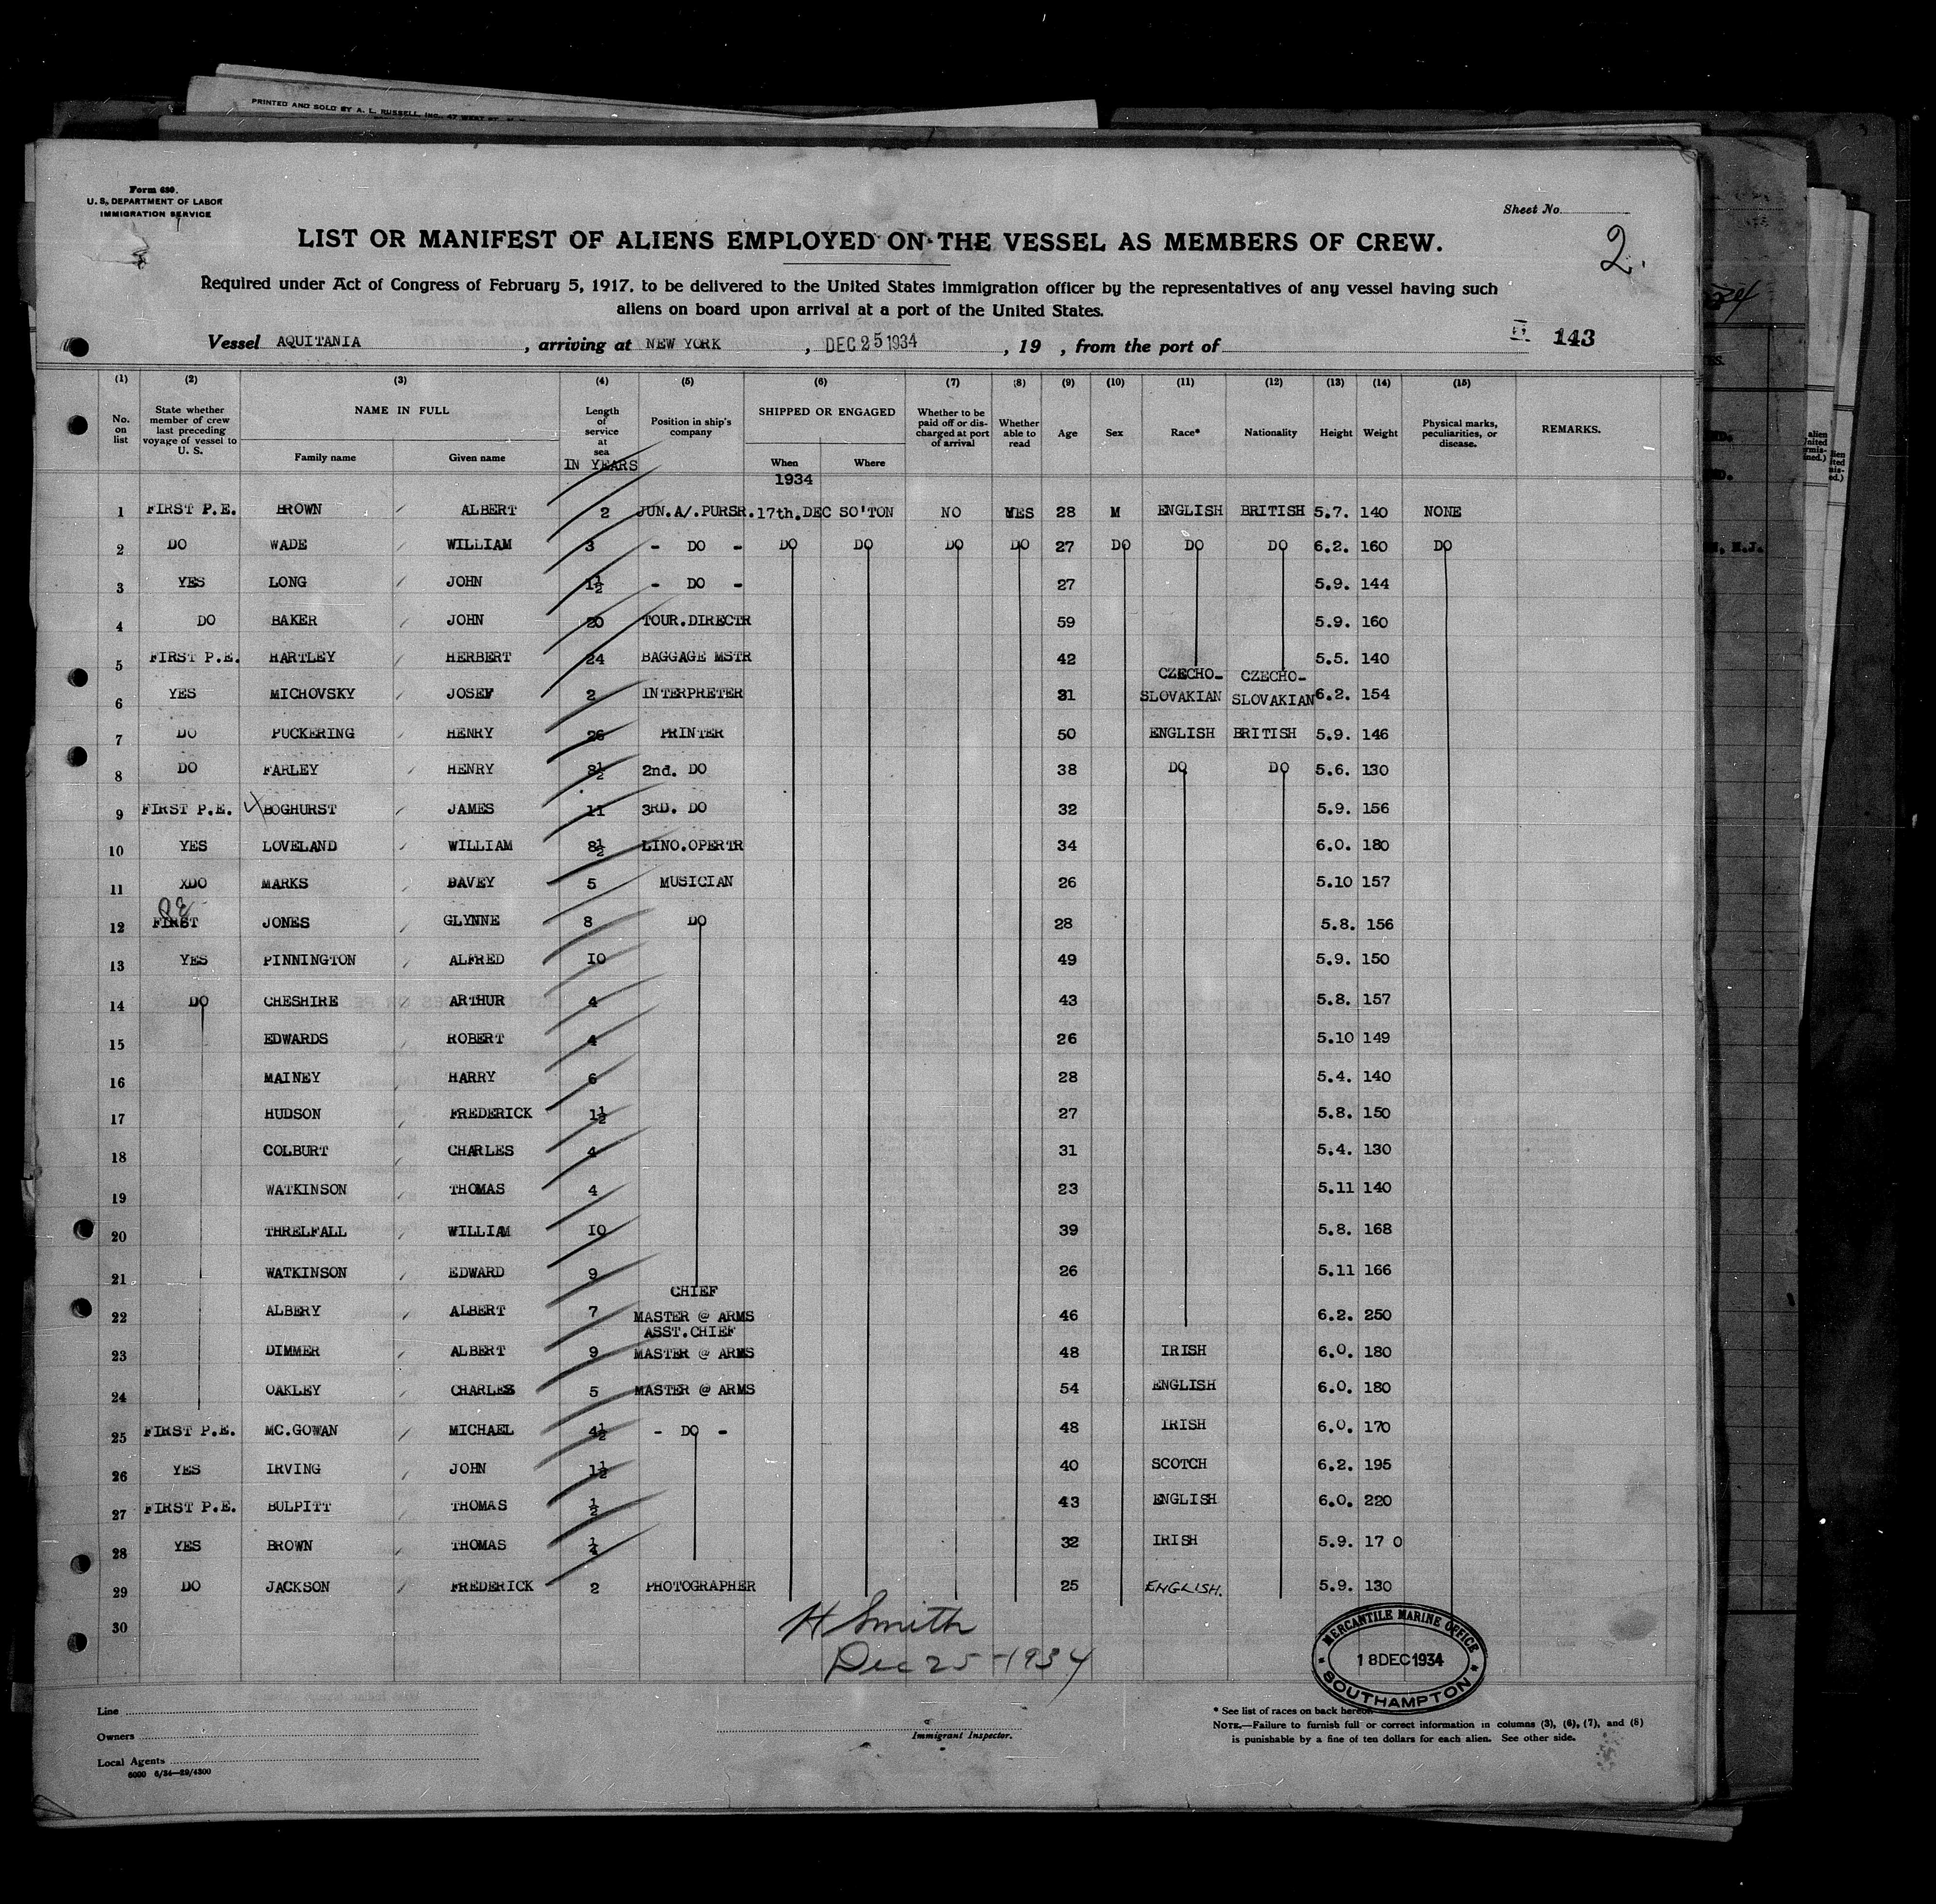 PRINTED AND SOLD BY A. L. RUSSELL, INC., 47 WEST ST.
Form 680.
U. S. DEPARTMENT OF LABOR
IMMIGRATION SERVICE
Sheet No.
2.
LIST OR MANIFEST OF ALIENS EMPLOYED ON THE VESSEL AS MEMBERS OF CREW.
Required under Act of Congress of February 5, 1917, to be delivered to the United States immigration officer by the representatives of any vessel having such
aliens on board upon arrival at a port of the United States.
Vessel AQUITANIA , arriving at NEW YORK , DEC 25 1934 , 19 , from the port of 143
(1) (2) (3) (4) (5) (6) (7) (8) (9) (10) (11) (12) (13) (14) (15)
No. on list State whether member of crew last preceding voyage of vessel to U. S. NAME IN FULL Family name Given name Length of service at sea IN YEARS Position in ship's company SHIPPED OR ENGAGED When Where Whether to be paid off or discharged at port of arrival Whether able to read Age Sex Race* Nationality Height Weight Physical marks, peculiarities, or disease. REMARKS.
1934
1 FIRST P.E. BROWN ALBERT 2 JUN.A/.PURSR. 17th.DEC SO'TON NO YES 28 M ENGLISH BRITISH 5.7. 140 NONE
2 DO WADE WILLIAM 3 - DO - DO DO DO DO 27 DO DO DO 6.2. 160 DO
3 YES LONG JOHN 1½ - DO - 27 5.9. 144
4 DO BAKER JOHN 20 TOUR.DIRECTR 59 5.9. 160
5 FIRST P.E. HARTLEY HERBERT 24 BAGGAGE MSTR 42 5.5. 140
6 YES MICHOVSKY JOSEF 2 INTERPRETER 31 CZECHO-SLOVAKIAN CZECHO-SLOVAKIAN 6.2. 154
7 DO PUCKERING HENRY 26 PRINTER 50 ENGLISH BRITISH 5.9. 146
8 DO FARLEY HENRY 8½ 2nd. DO 38 DO DO 5.6. 130
9 FIRST P.E. BOGHURST JAMES 11 3RD. DO 32 5.9. 156
10 YES LOVELAND WILLIAM 8½ LINO.OPERTR 34 6.0. 180
11 XDO MARKS DAVEY 5 MUSICIAN 26 5.10 157
12 FIRST PE JONES GLYNNE 8 DO 28 5.8. 156
13 YES PINNINGTON ALFRED 10 49 5.9. 150
14 DO CHESHIRE ARTHUR 4 43 5.8. 157
15 EDWARDS ROBERT 4 26 5.10 149
16 MAINEY HARRY 6 28 5.4. 140
17 HUDSON FREDERICK 1½ 27 5.8. 150
18 COLBURT CHARLES 4 31 5.4. 130
19 WATKINSON THOMAS 4 23 5.11 140
20 THRELFALL WILLIAM 10 39 5.8. 168
21 WATKINSON EDWARD 9 26 5.11 166
22 ALBERY ALBERT 7 CHIEF MASTER @ ARMS 46 6.2. 250
23 DIMMER ALBERT 9 ASST.CHIEF MASTER @ ARMS 48 IRISH 6.0. 180
24 OAKLEY CHARLES 5 MASTER @ ARMS 54 ENGLISH 6.0. 180
25 FIRST P.E. MC.GOWAN MICHAEL 4½ - DO - 48 IRISH 6.0. 170
26 YES IRVING JOHN 1½ 40 SCOTCH 6.2. 195
27 FIRST P.E. BULPITT THOMAS ½ 43 ENGLISH 6.0. 220
28 YES BROWN THOMAS ¼ 32 IRISH 5.9. 17 0
29 DO JACKSON FREDERICK 2 PHOTOGRAPHER 25 ENGLISH. 5.9. 130
30
H Smith
Dec 25-1934
MERCANTILE MARINE OFFICE
18 DEC 1934
SOUTHAMPTON
Line
Owners
Local Agents
6000 6/34—29/4300
Immigrant Inspector.
* See list of races on back hereof.
NOTE.—Failure to furnish full or correct information in columns (3), (6), (7), and (8)
is punishable by a fine of ten dollars for each alien. See other side.